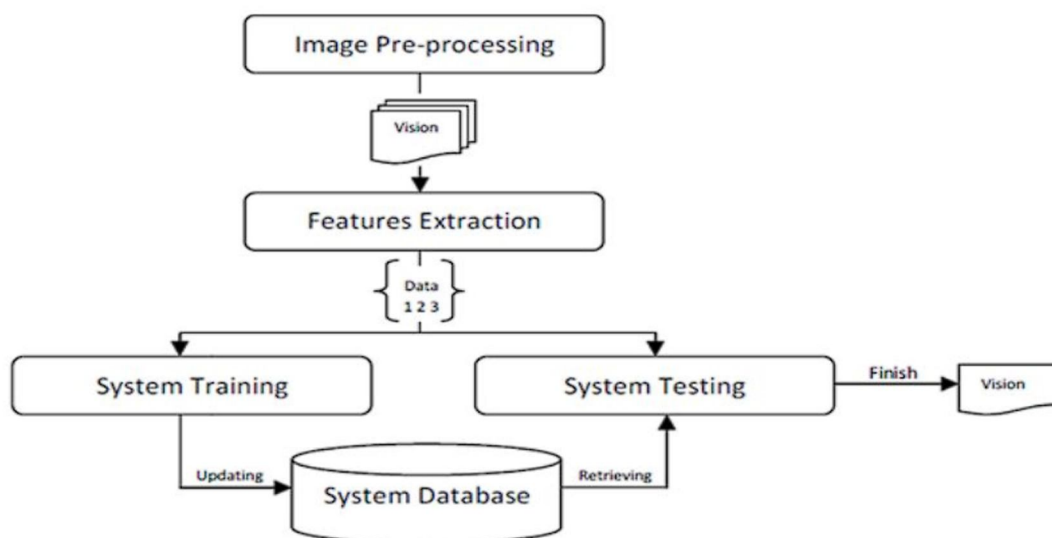 Image Pre-processing
Vision
Features Extraction
Data
1 2 3
System Training
System Testing
Finish
Vision
Updating
System Database
Retrieving